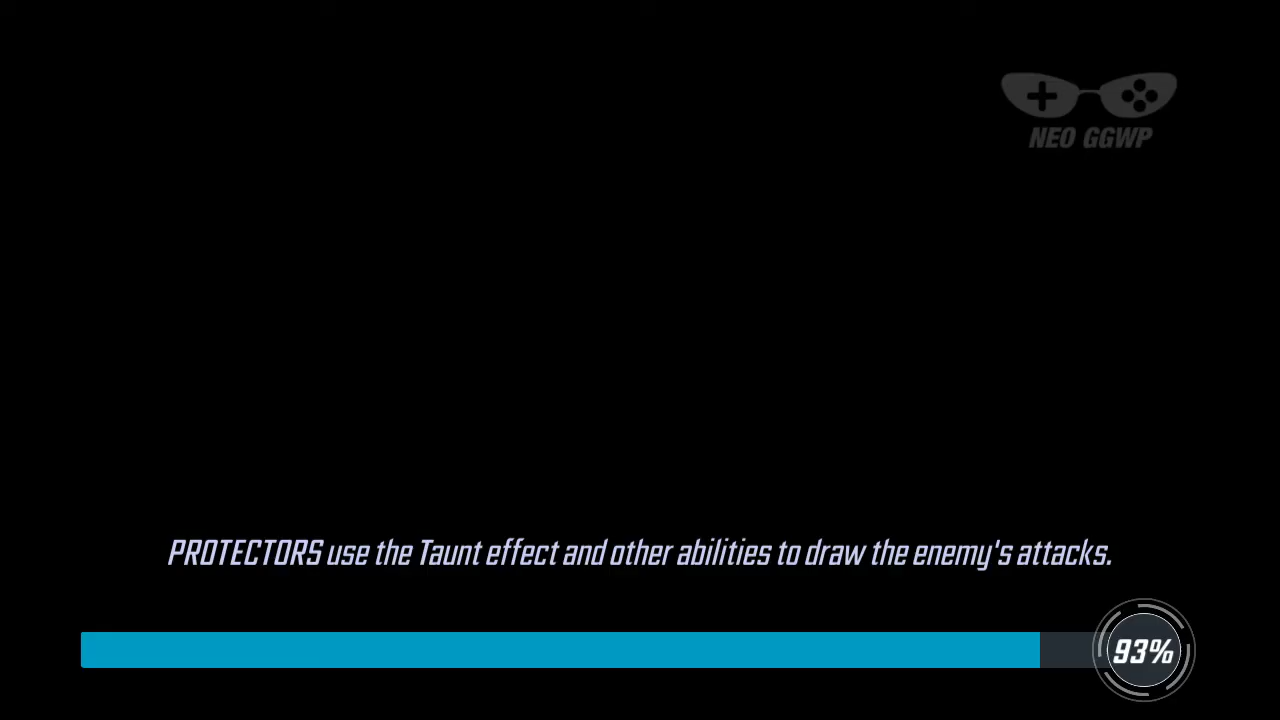 NEO GGWP
PROTECTORS use the Taunt effect and other abilities to draw the enemy's attacks.
93%